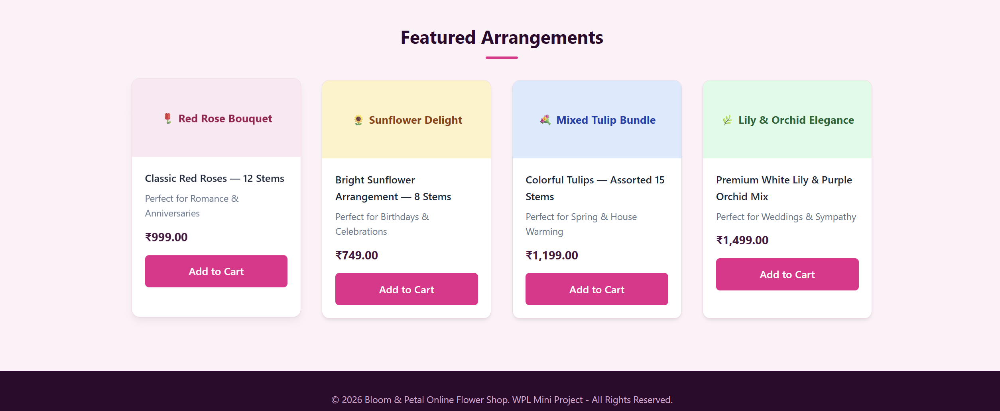 Featured Arrangements
🌹 Red Rose Bouquet
Classic Red Roses — 12 Stems
Perfect for Romance &
Anniversaries
₹999.00
Add to Cart
🌻 Sunflower Delight
Bright Sunflower
Arrangement — 8 Stems
Perfect for Birthdays &
Celebrations
₹749.00
Add to Cart
💐 Mixed Tulip Bundle
Colorful Tulips — Assorted 15
Stems
Perfect for Spring & House
Warming
₹1,199.00
Add to Cart
🌿 Lily & Orchid Elegance
Premium White Lily & Purple
Orchid Mix
Perfect for Weddings & Sympathy
₹1,499.00
Add to Cart
© 2026 Bloom & Petal Online Flower Shop. WPL Mini Project - All Rights Reserved.